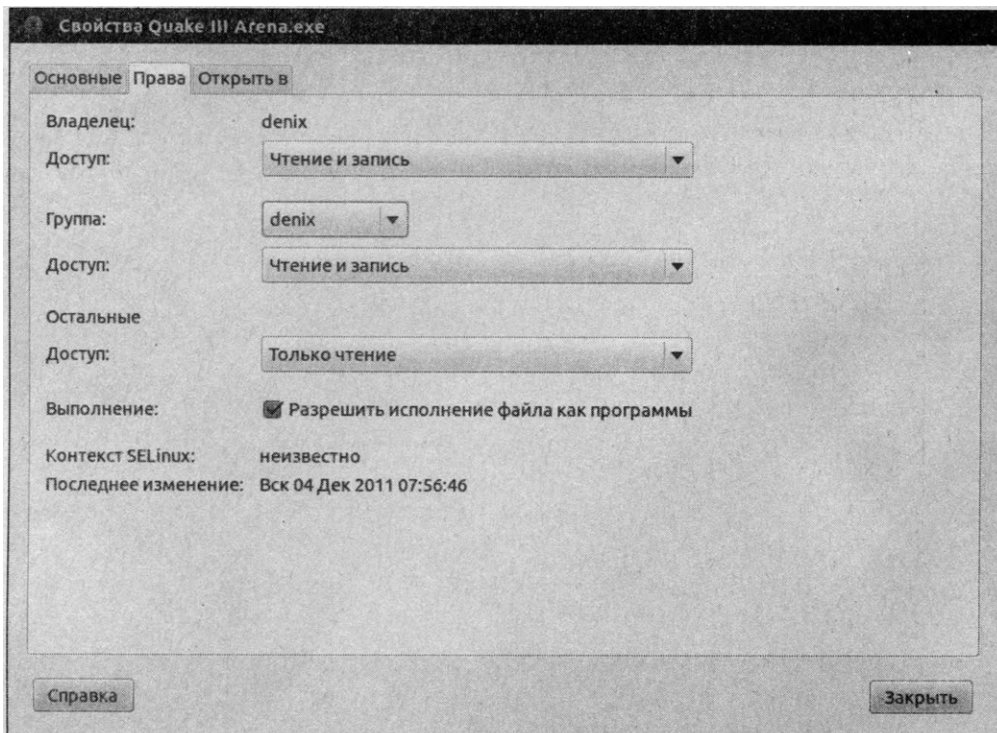 Свойства Quake III Arena.exe
Основные Права Открыть в
Владелец: denix
Доступ: Чтение и запись
Группа: denix
Доступ: Чтение и запись
Остальные
Доступ: Только чтение
Выполнение: Разрешить исполнение файла как программы
Контекст SELinux: неизвестно
Последнее изменение: Вск 04 Дек 2011 07:56:46
Справка Закрыть